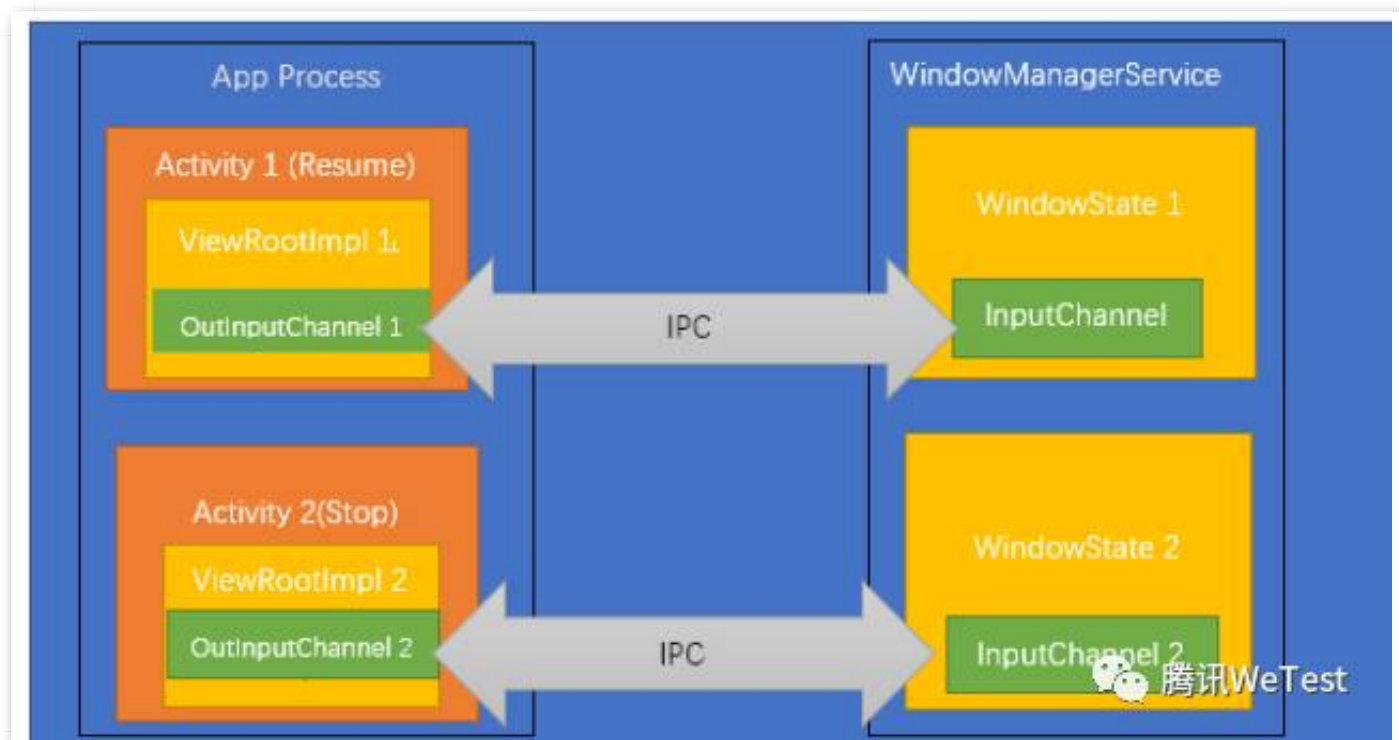 App Process
WindowManagerService
Activity 1 (Resume)
ViewRootImpl 1
OutInputChannel 1
IPC
WindowState 1
InputChannel
Activity 2(Stop)
ViewRootImpl 2
OutInputChannel 2
IPC
WindowState 2
InputChannel 2
腾讯WeTest